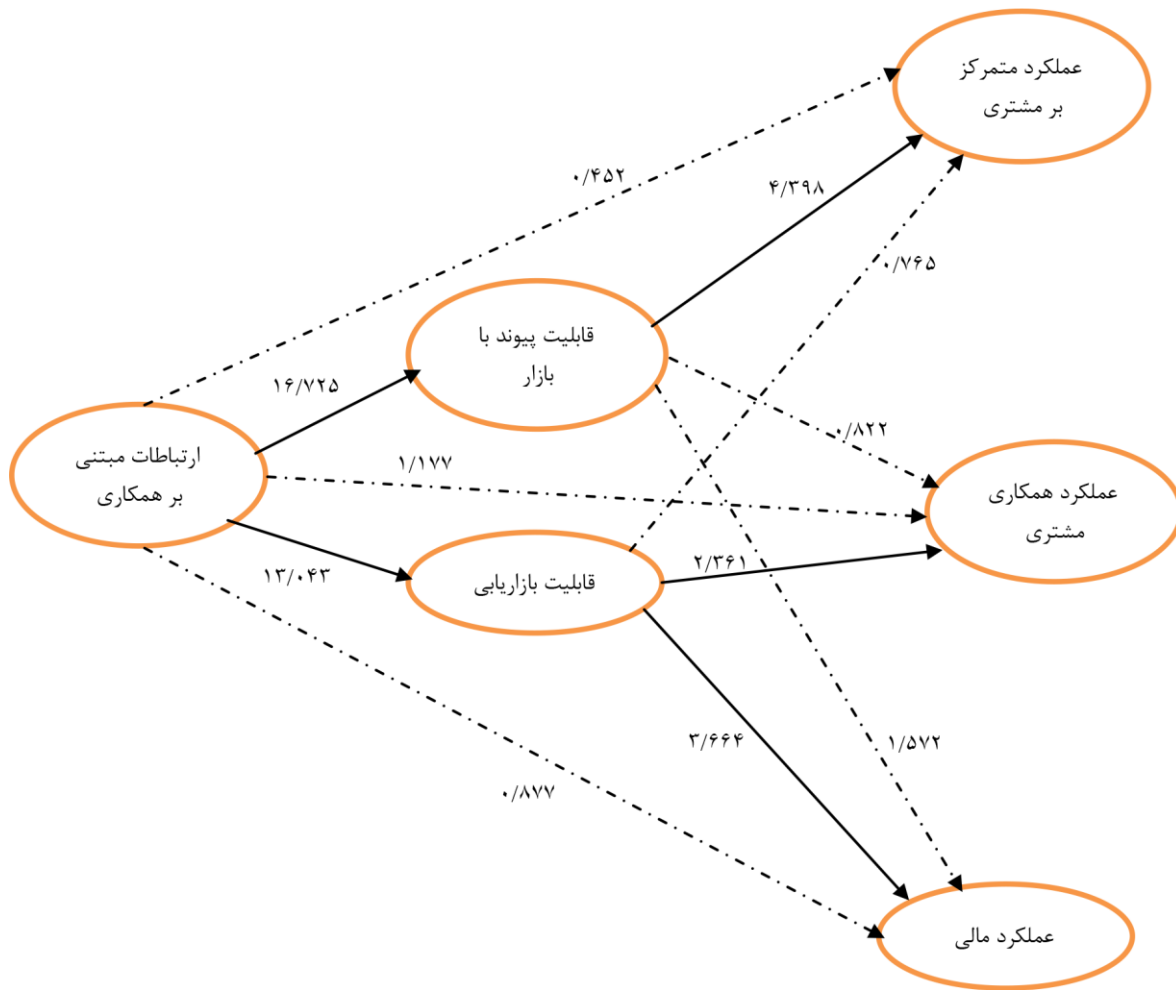 عملکرد متمرکز
بر مشتری
۰/۴۵۲
۴/۳۹۸
۰/۷۶۵
قابلیت پیوند با
بازار
۱۶/۷۲۵
۰/۸۲۲
ارتباطات مبتنی
بر همکاری
۱/۱۷۷
عملکرد همکاری
مشتری
۱۳/۰۴۳
قابلیت بازاریابی
۲/۳۶۱
۳/۶۶۴
۱/۵۷۲
۰/۸۷۷
عملکرد مالی